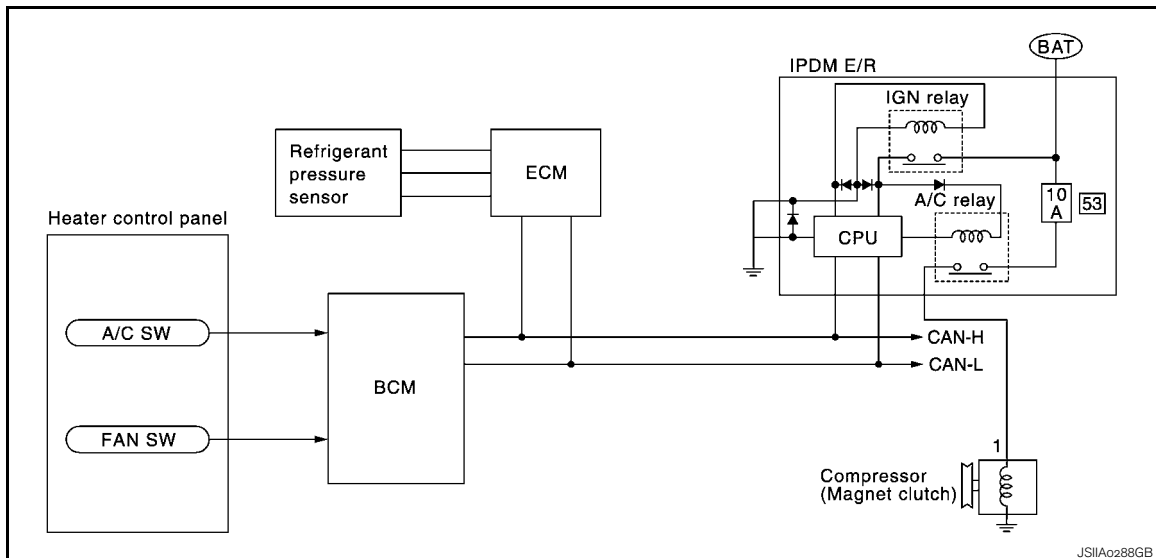 BAT
IPDM E/R
IGN relay
Refrigerant
pressure
sensor
ECM
A/C relay
10
A
53
Heater control panel
CPU
A/C SW
BCM
CAN-H
CAN-L
FAN SW
1
Compressor
(Magnet clutch)
JSIIA0288GB